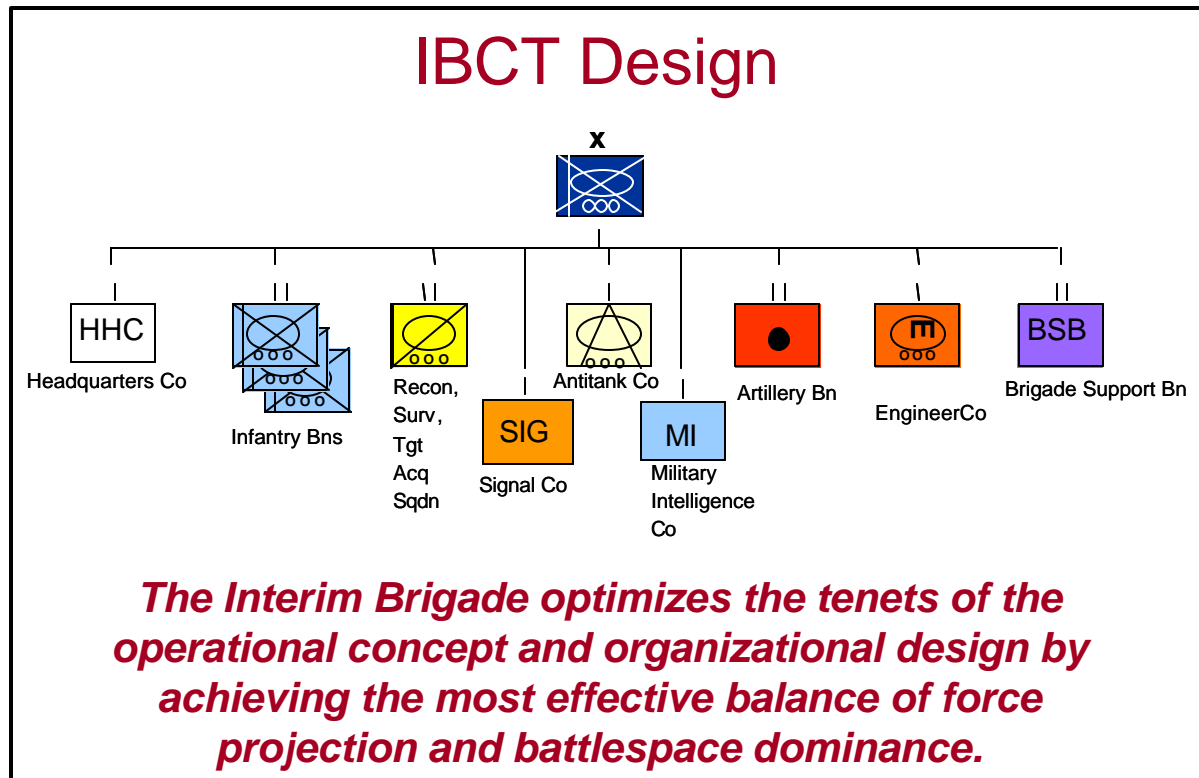 IBCT Design
x
HHC
Headquarters Co
Infantry Bns
Recon,
Surv,
Tgt
Acq
Sqdn
SIG
Signal Co
Antitank Co
MI
Military
Intelligence
Co
Artillery Bn
E
EngineerCo
BSB
Brigade Support Bn
The Interim Brigade optimizes the tenets of the
operational concept and organizational design by
achieving the most effective balance of force
projection and battlespace dominance.